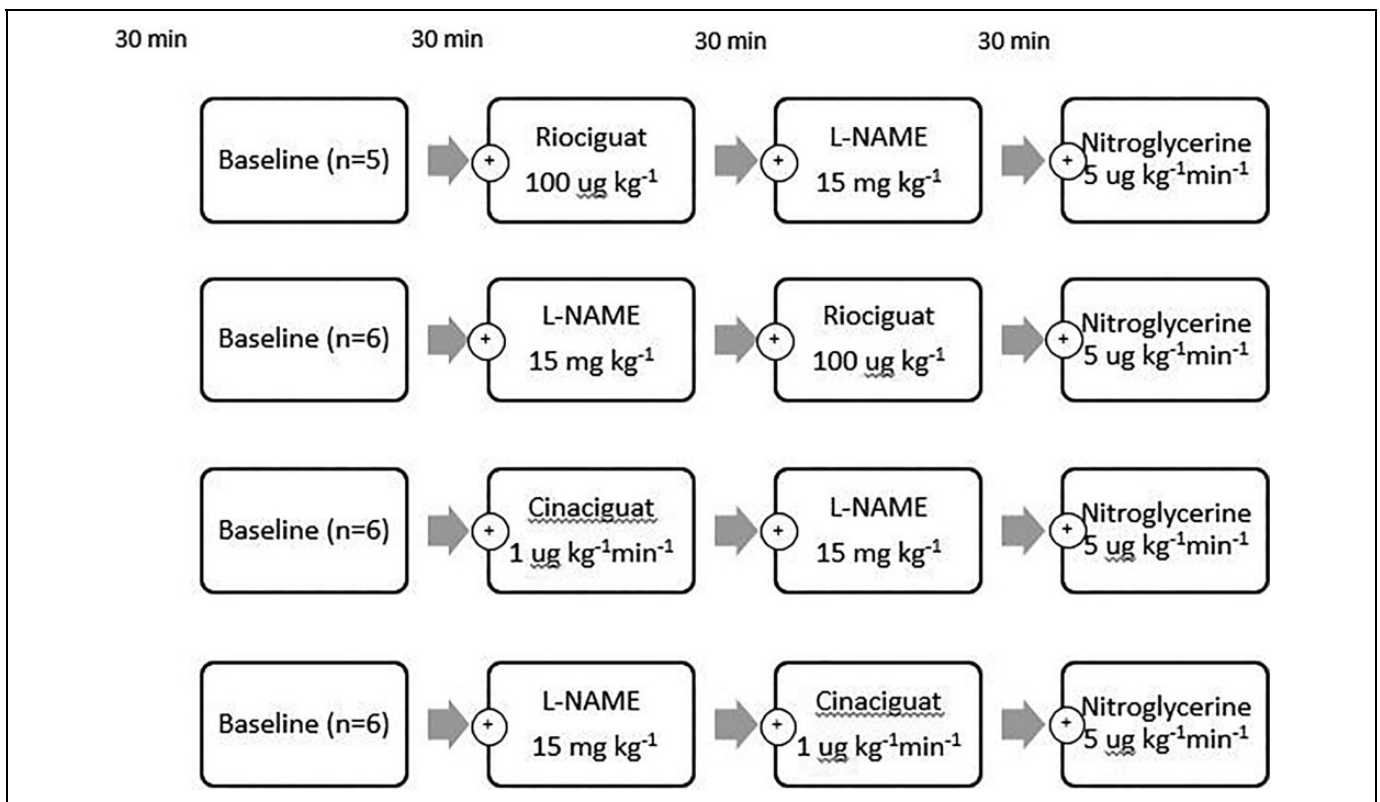 30 min 30 min 30 min 30 min
Baseline (n=5)
+
Riociguat
100 ug kg⁻¹
+
L-NAME
15 mg kg⁻¹
+
Nitroglycerine
5 ug kg⁻¹min⁻¹
Baseline (n=6)
+
L-NAME
15 mg kg⁻¹
+
Riociguat
100 ug kg⁻¹
+
Nitroglycerine
5 ug kg⁻¹min⁻¹
Baseline (n=6)
+
Cinaciguat
1 ug kg⁻¹min⁻¹
+
L-NAME
15 mg kg⁻¹
+
Nitroglycerine
5 ug kg⁻¹min⁻¹
Baseline (n=6)
+
L-NAME
15 mg kg⁻¹
+
Cinaciguat
1 ug kg⁻¹min⁻¹
+
Nitroglycerine
5 ug kg⁻¹min⁻¹